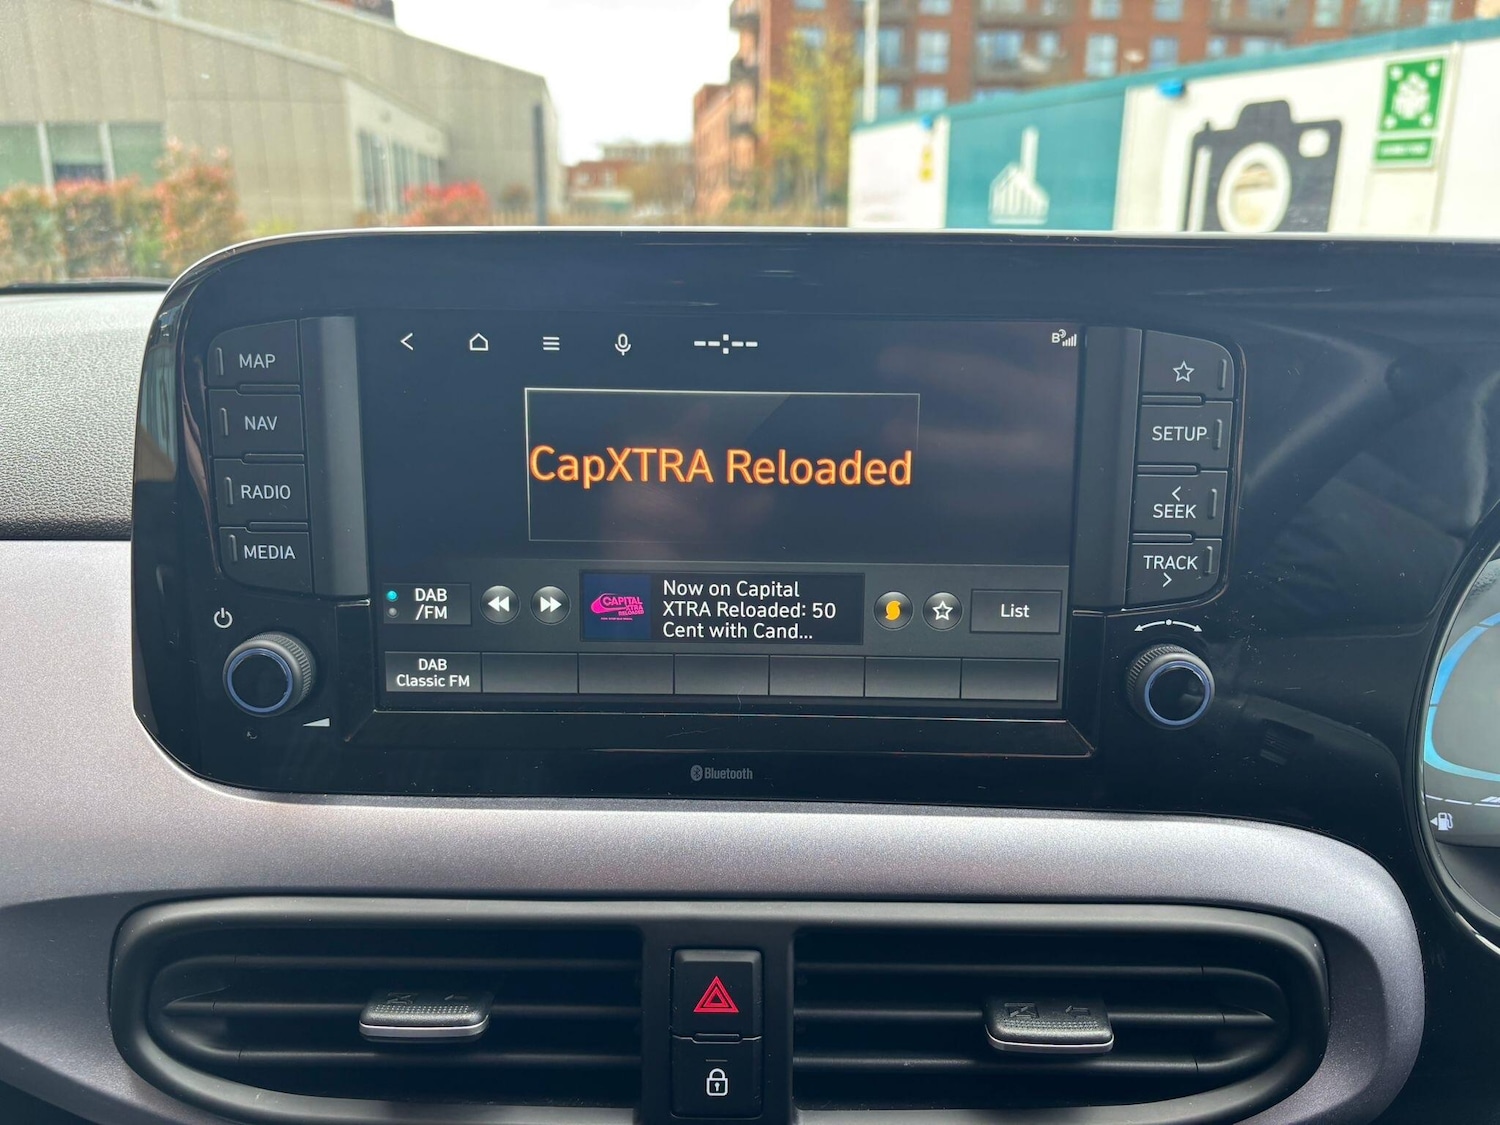 MAP
NAV
RADIO
MEDIA
--:--
B
CapXTRA Reloaded
DAB
/FM
CAPITAL
XTRA
RELOADED
Now on Capital
XTRA Reloaded: 50
Cent with Cand...
List
DAB
Classic FM
SETUP
SEEK
TRACK
Bluetooth